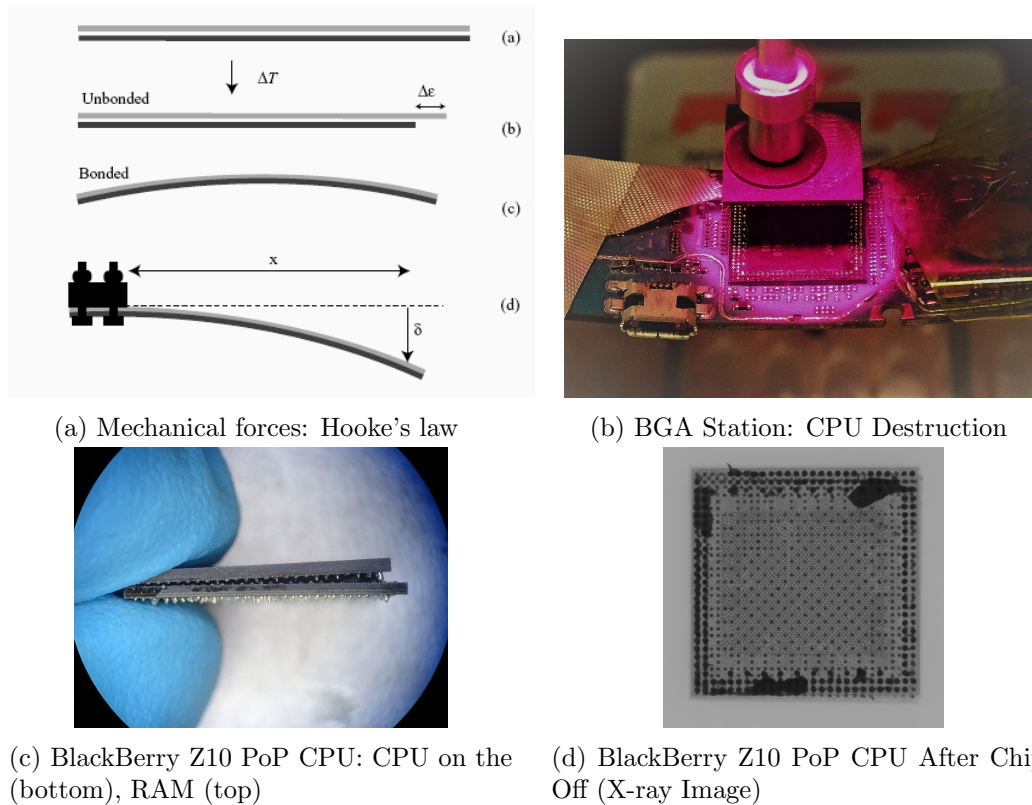 (a)
ΔT
Unbonded
Δε
(b)
Bonded
(c)
x
(d)
δ
(a) Mechanical forces: Hooke's law
(b) BGA Station: CPU Destruction
(c) BlackBerry Z10 PoP CPU: CPU on the
(bottom), RAM (top)
(d) BlackBerry Z10 PoP CPU After Chi
Off (X-ray Image)